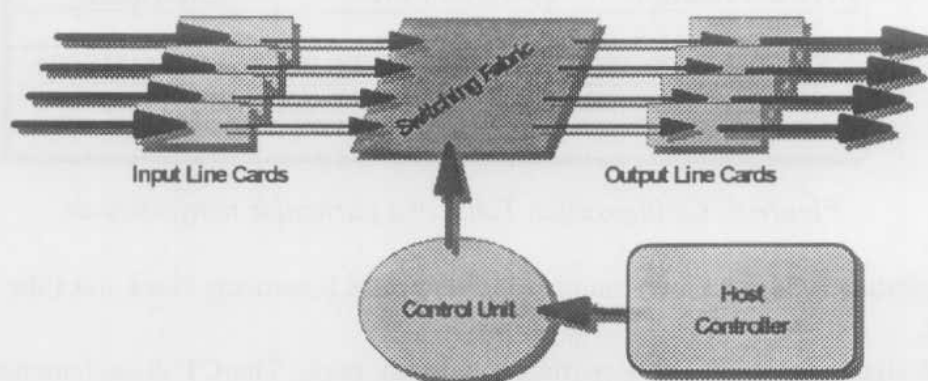 Switching Fabric
Input Line Cards
Output Line Cards
Control Unit
Host
Controller